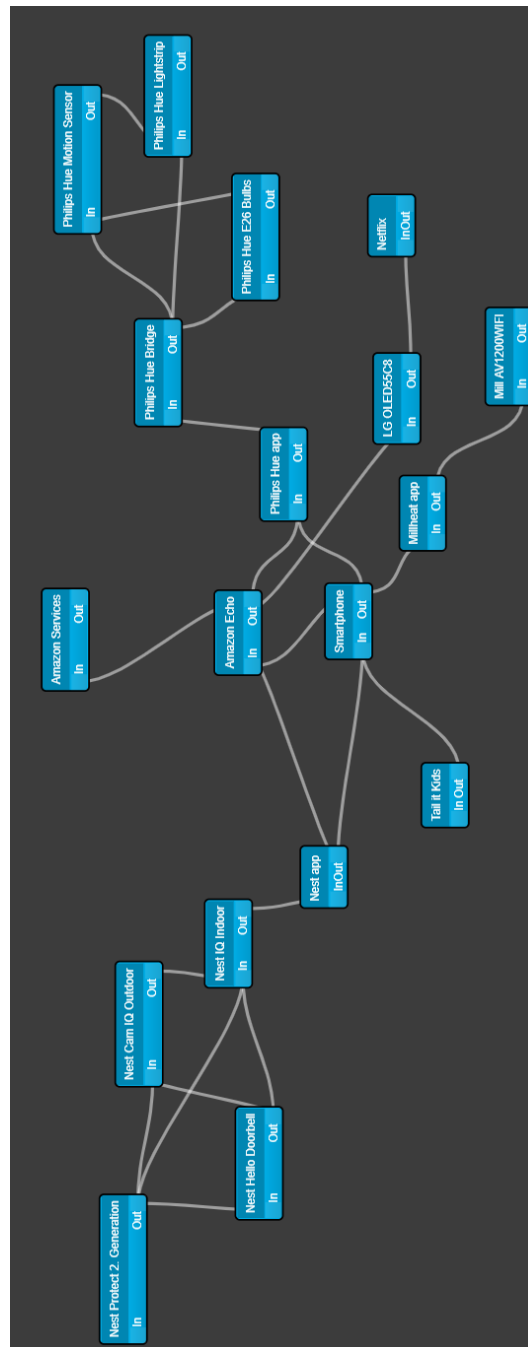 Nest Protect 2. Generation
In Out
Nest Cam IQ Outdoor
In Out
Nest Hello Doorbell
In Out
Nest IQ Indoor
In Out
Nest app
InOut
Tail it Kids
In Out
Amazon Services
In Out
Amazon Echo
In Out
Smartphone
In Out
Philips Hue app
In Out
Millheat app
In Out
Philips Hue Bridge
In Out
LG OLED55C8
In Out
Mill AV1200WIFI
In Out
Philips Hue Motion Sensor
In Out
Philips Hue E26 Bulbs
In Out
Netflix
InOut
Philips Hue Lightstrip
In Out